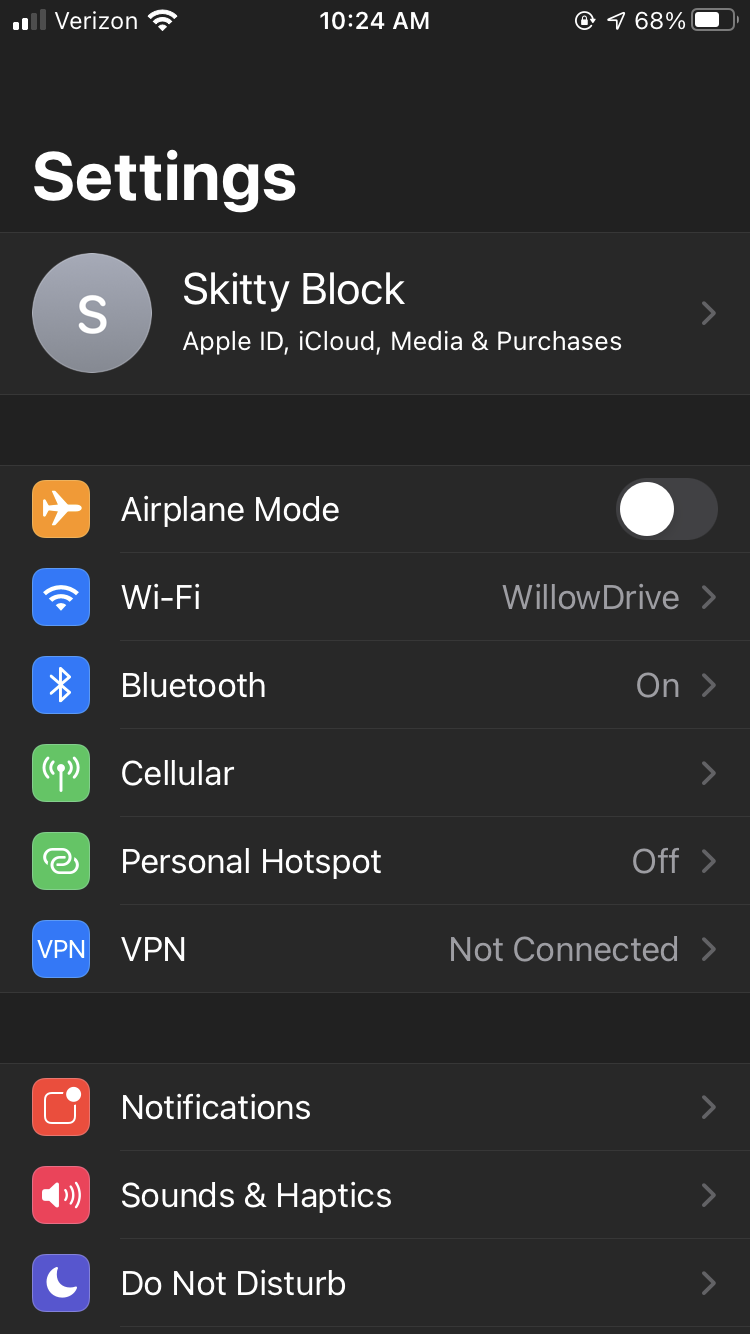 Verizon 10:24 AM 68%
Settings
S
Skitty Block
Apple ID, iCloud, Media & Purchases
Airplane Mode
Wi-Fi WillowDrive
Bluetooth On
Cellular
Personal Hotspot Off
VPN VPN Not Connected
Notifications
Sounds & Haptics
Do Not Disturb